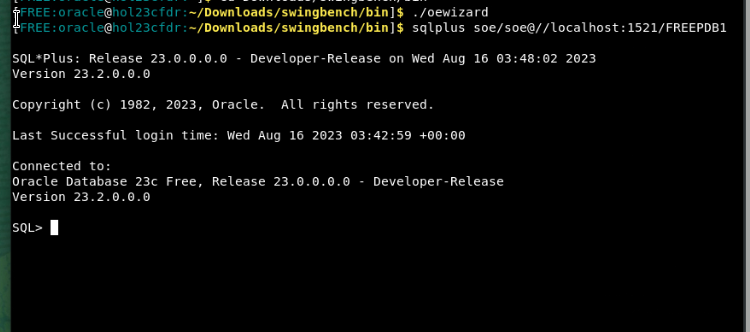 [FREE:oracle@hol23cfdr:~/Downloads/swingbench/bin]$ ./oewizard
[FREE:oracle@hol23cfdr:~/Downloads/swingbench/bin]$ sqlplus soe/soe@//localhost:1521/FREEPDB1
SQL*Plus: Release 23.0.0.0.0 - Developer-Release on Wed Aug 16 03:48:02 2023
Version 23.2.0.0.0
Copyright (c) 1982, 2023, Oracle.  All rights reserved.
Last Successful login time: Wed Aug 16 2023 03:42:59 +00:00
Connected to:
Oracle Database 23c Free, Release 23.0.0.0.0 - Developer-Release
Version 23.2.0.0.0
SQL>